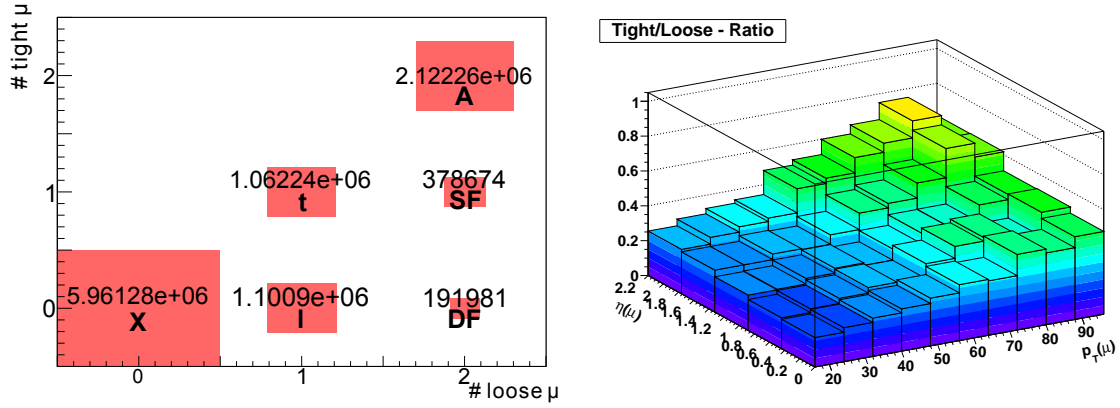 # tight μ
2
1
0
2.12226e+06
A
1.06224e+06
t
378674
SF
5.96128e+06
X
1.1009e+06
l
191981
DF
0
1
2
# loose μ
Tight/Loose - Ratio
1
0.8
0.6
0.4
0.2
0
2.2
2
1.8
1.6
1.4
1.2
1
0.8
0.6
0.4
0.2
0
η(μ)
20
30
40
50
60
70
80
90
p_T(μ)